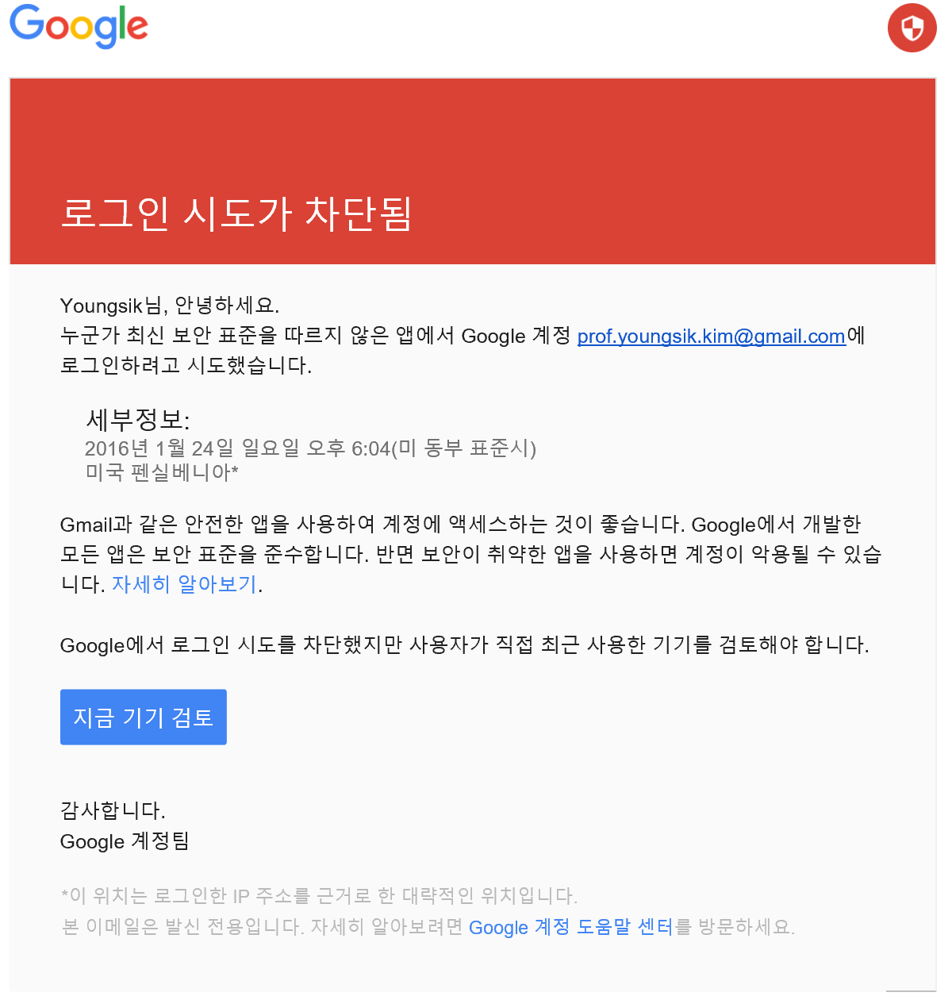 Google
로그인 시도가 차단됨
Youngsik님, 안녕하세요.
누군가 최신 보안 표준을 따르지 않은 앱에서 Google 계정 prof.youngsik.kim@gmail.com에
로그인하려고 시도했습니다.
세부정보:
2016년 1월 24일 일요일 오후 6:04(미 동부 표준시)
미국 펜실베니아*
Gmail과 같은 안전한 앱을 사용하여 계정에 액세스하는 것이 좋습니다. Google에서 개발한
모든 앱은 보안 표준을 준수합니다. 반면 보안이 취약한 앱을 사용하면 계정이 악용될 수 있습
니다. 자세히 알아보기.
Google에서 로그인 시도를 차단했지만 사용자가 직접 최근 사용한 기기를 검토해야 합니다.
지금 기기 검토
감사합니다.
Google 계정팀
*이 위치는 로그인한 IP 주소를 근거로 한 대략적인 위치입니다.
본 이메일은 발신 전용입니다. 자세히 알아보려면 Google 계정 도움말 센터를 방문하세요.